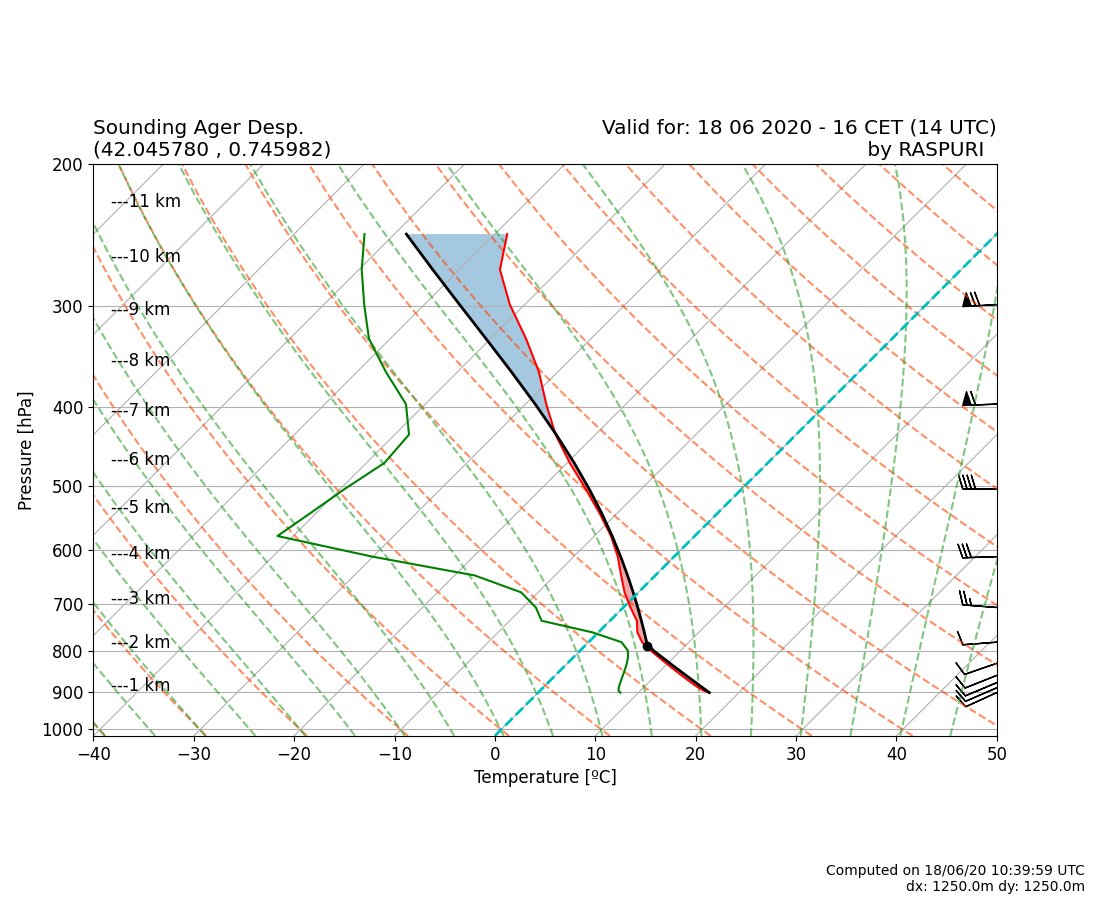 Sounding Ager Desp.
(42.045780 , 0.745982)
Valid for: 18 06 2020 - 16 CET (14 UTC)
by RASPURI
200
300
400
500
600
700
800
900
1000
Pressure [hPa]
---11 km
---10 km
---9 km
---8 km
---7 km
---6 km
---5 km
---4 km
---3 km
---2 km
---1 km
−40 −30 −20 −10 0 10 20 30 40 50
Temperature [ºC]
Computed on 18/06/20 10:39:59 UTC
dx: 1250.0m dy: 1250.0m